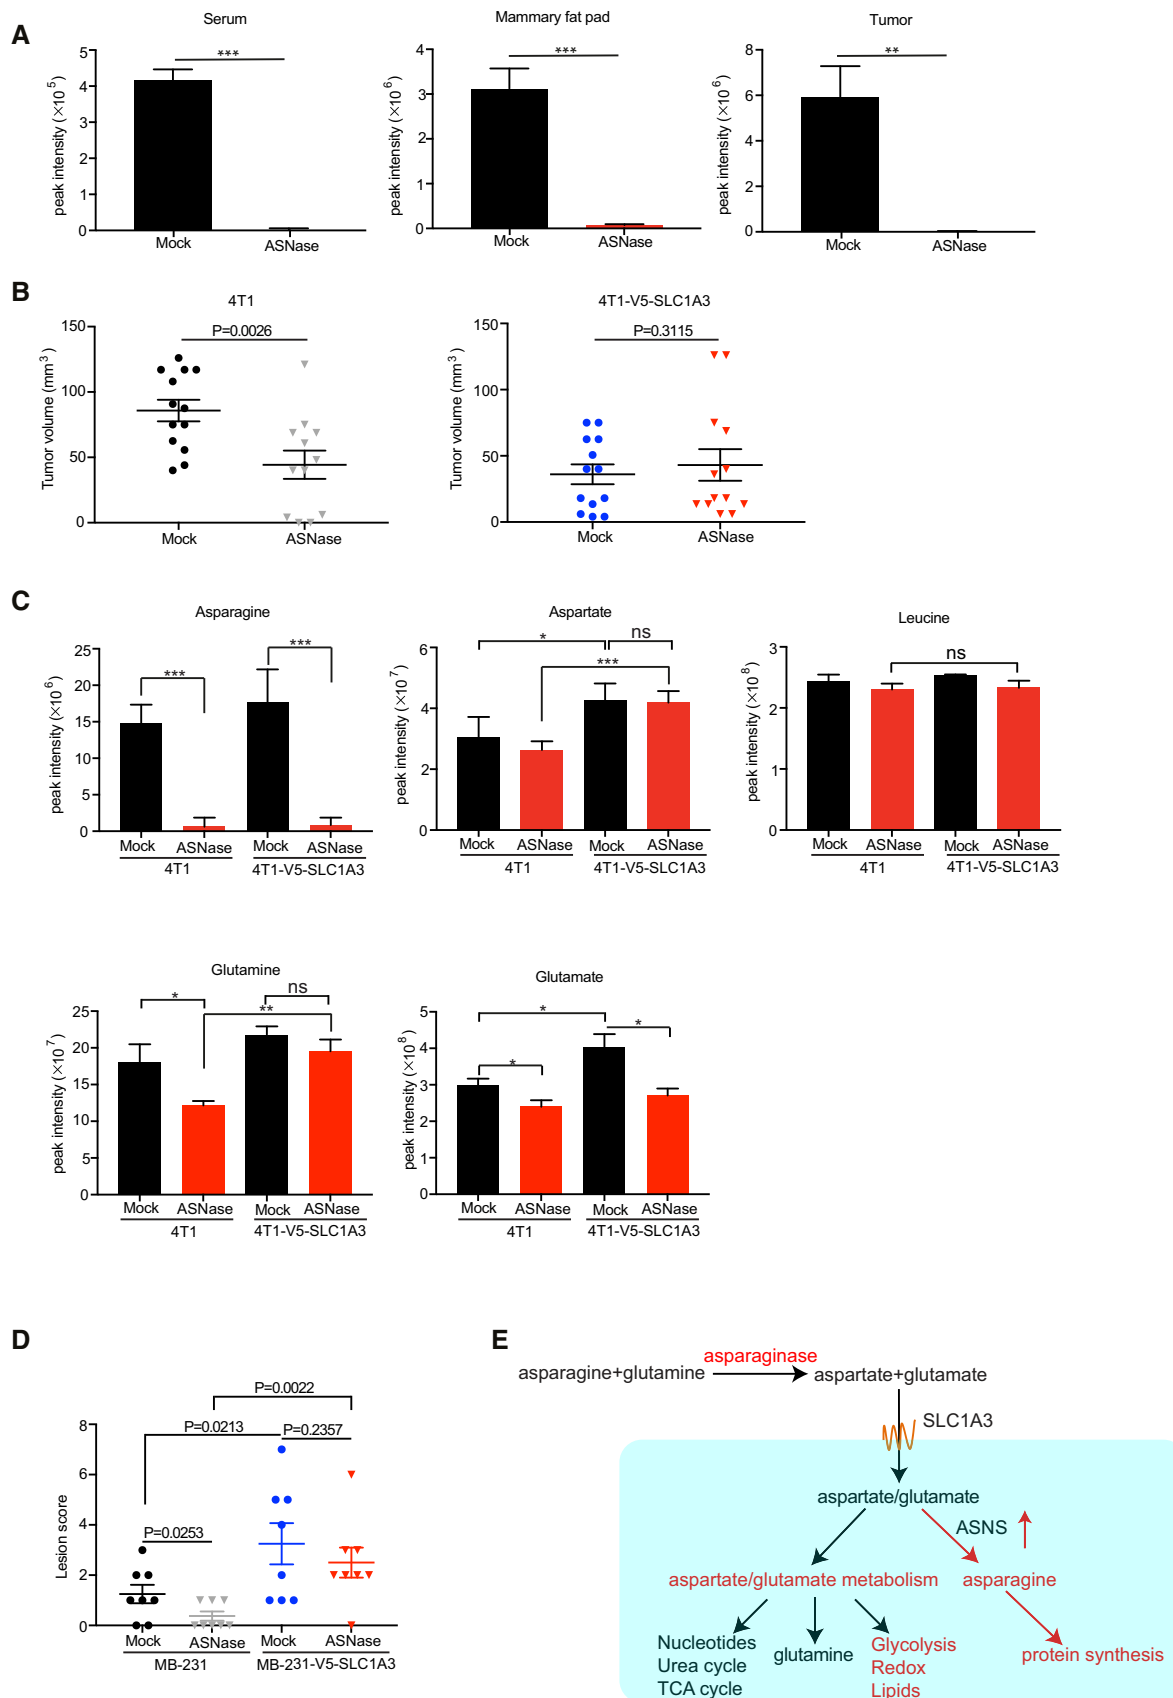 A
Serum
Mammary fat pad
Tumor
peak intensity (×10⁵)
5
4
3
2
1
0
***
Mock
ASNase
peak intensity (×10⁶)
4
3
2
1
0
***
Mock
ASNase
peak intensity (×10⁶)
8
6
4
2
0
**
Mock
ASNase
B
4T1
Tumor volume (mm³)
150
100
50
0
P=0.0026
Mock
ASNase
4T1-V5-SLC1A3
Tumor volume (mm³)
150
100
50
0
P=0.3115
Mock
ASNase
C
Asparagine
peak intensity (×10⁶)
25
20
15
10
5
0
***
***
Mock ASNase Mock ASNase
4T1 4T1-V5-SLC1A3
Aspartate
peak intensity (×10⁷)
6
4
2
0
* ns
***
Mock ASNase Mock ASNase
4T1 4T1-V5-SLC1A3
Leucine
peak intensity (×10⁸)
3
2
1
0
ns
Mock ASNase Mock ASNase
4T1 4T1-V5-SLC1A3
Glutamine
peak intensity (×10⁷)
25
20
15
10
5
0
* ns
**
Mock ASNase Mock ASNase
4T1 4T1-V5-SLC1A3
Glutamate
peak intensity (×10⁸)
5
4
3
2
1
0
*
*
*
Mock ASNase Mock ASNase
4T1 4T1-V5-SLC1A3
D
Lesion score
8
6
4
2
0
P=0.0022
P=0.0213
P=0.2357
P=0.0253
Mock ASNase Mock ASNase
MB-231 MB-231-V5-SLC1A3
E
asparaginase
asparagine+glutamine aspartate+glutamate
SLC1A3
aspartate/glutamate
ASNS
aspartate/glutamate metabolism asparagine
Nucleotides
Urea cycle
TCA cycle
glutamine
Glycolysis
Redox
Lipids
protein synthesis